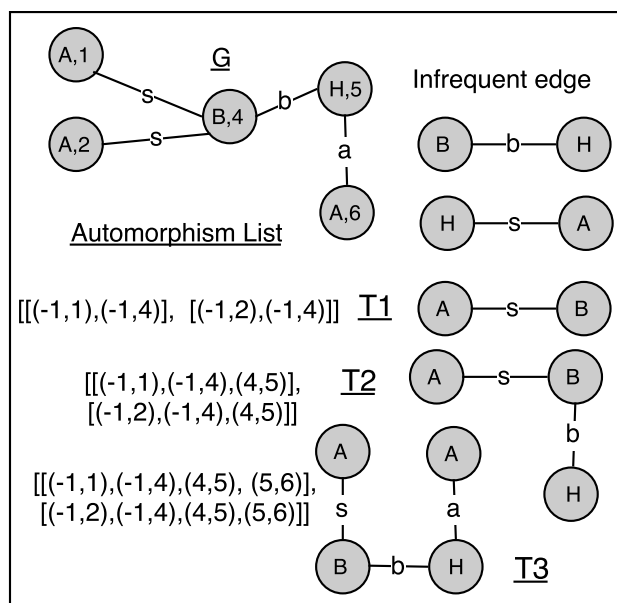 G
A,1
s
B,4
b
H,5
A,2
s
a
A,6
Infrequent edge
B b H
H s A
Automorphism List
[[(-1,1),(-1,4)], [(-1,2),(-1,4)]] T1 A s B
[[(-1,1),(-1,4),(4,5)],
[(-1,2),(-1,4),(4,5)]]
T2 A s B
b
H
[[(-1,1),(-1,4),(4,5), (5,6)],
[(-1,2),(-1,4),(4,5),(5,6)]]
A A
s a
B b H T3